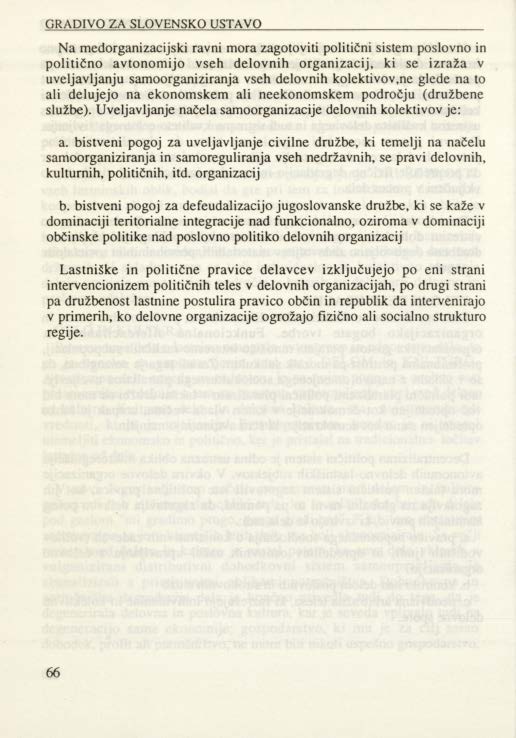 GRADIVO ZA SLOVENSKO USTAVO
Na medorganizacijski ravni mora zagotoviti politični sistem poslovno in
politično avtonomijo vseh delovnih organizacij, ki se izraža v
uveljavljanju samoorganiziranja vseh delovnih kolektivov,ne glede na to
ali delujejo na ekonomskem ali neekonomskem področju (družbene
službe). Uveljavljanje načela samoorganizacije delovnih kolektivov je:
a. bistveni pogoj za uveljavljanje civilne družbe, ki temelji na načelu
samoorganiziranja in samoreguliranja vseh nedržavnih, se pravi delovnih,
kulturnih, političnih, itd. organizacij
b. bistveni pogoj za defeudalizacijo jugoslovanske družbe, ki se kaže v
dominaciji teritorialne integracije nad funkcionalno, oziroma v dominaciji
občinske politike nad poslovno politiko delovnih organizacij
Lastniške in politične pravice delavcev izključujejo po eni strani
intervencionizem političnih teles v delovnih organizacijah, po drugi strani
pa družbenost lastnine postulira pravico občin in republik da intervenirajo
v primerih, ko delovne organizacije ogrožajo fizično ali socialno strukturo
regije.
66